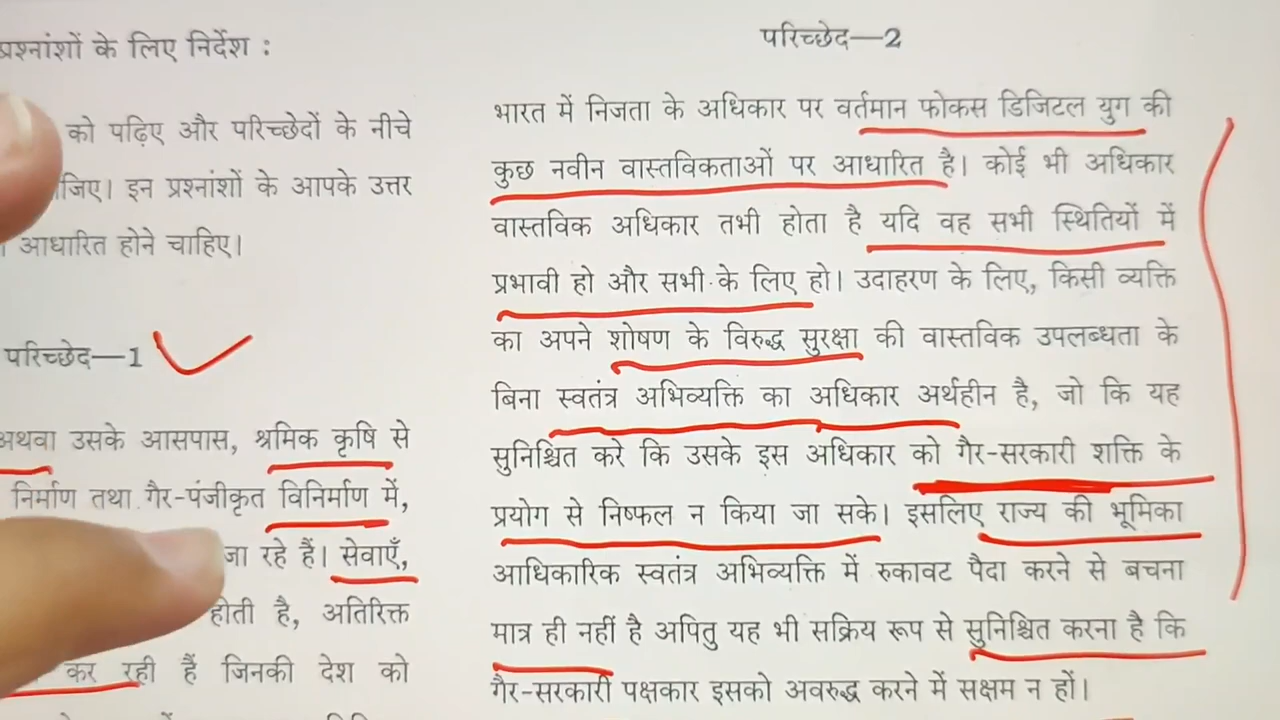 प्रश्नांशों के लिए निर्देश :
को पढ़िए और परिच्छेदों के नीचे
इन प्रश्नांशों के आपके उत्तर
आधारित होने चाहिए।
परिच्छेद—1
अथवा उसके आसपास, श्रमिक कृषि से
निर्माण तथा गैर-पंजीकृत विनिर्माण में,
जा रहे हैं। सेवाएँ,
होती है, अतिरिक्त
कर रही हैं जिनकी देश को
परिच्छेद—2
भारत में निजता के अधिकार पर वर्तमान फोकस डिजिटल युग की
कुछ नवीन वास्तविकताओं पर आधारित है। कोई भी अधिकार
वास्तविक अधिकार तभी होता है यदि वह सभी स्थितियों में
प्रभावी हो और सभी के लिए हो। उदाहरण के लिए, किसी व्यक्ति
का अपने शोषण के विरुद्ध सुरक्षा की वास्तविक उपलब्धता के
बिना स्वतंत्र अभिव्यक्ति का अधिकार अर्थहीन है, जो कि यह
सुनिश्चित करे कि उसके इस अधिकार को गैर-सरकारी शक्ति के
प्रयोग से निष्फल न किया जा सके। इसलिए राज्य की भूमिका
आधिकारिक स्वतंत्र अभिव्यक्ति में रुकावट पैदा करने से बचना
मात्र ही नहीं है अपितु यह भी सक्रिय रूप से सुनिश्चित करना है कि
गैर-सरकारी पक्षकार इसको अवरुद्ध करने में सक्षम न हों।